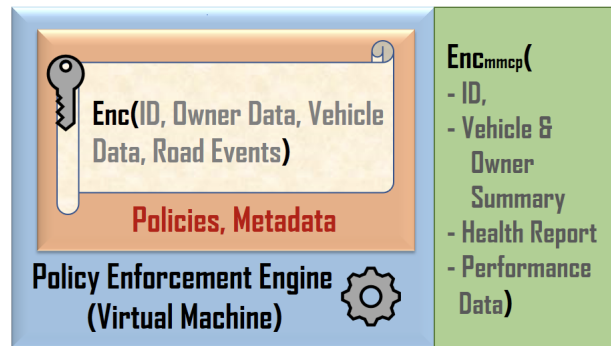 Enc(ID, Owner Data, Vehicle
Data, Road Events)
Policies, Metadata
Policy Enforcement Engine
(Virtual Machine)
Encmmcp(
- ID,
- Vehicle &
Owner
Summary
- Health Report
- Performance
Data)